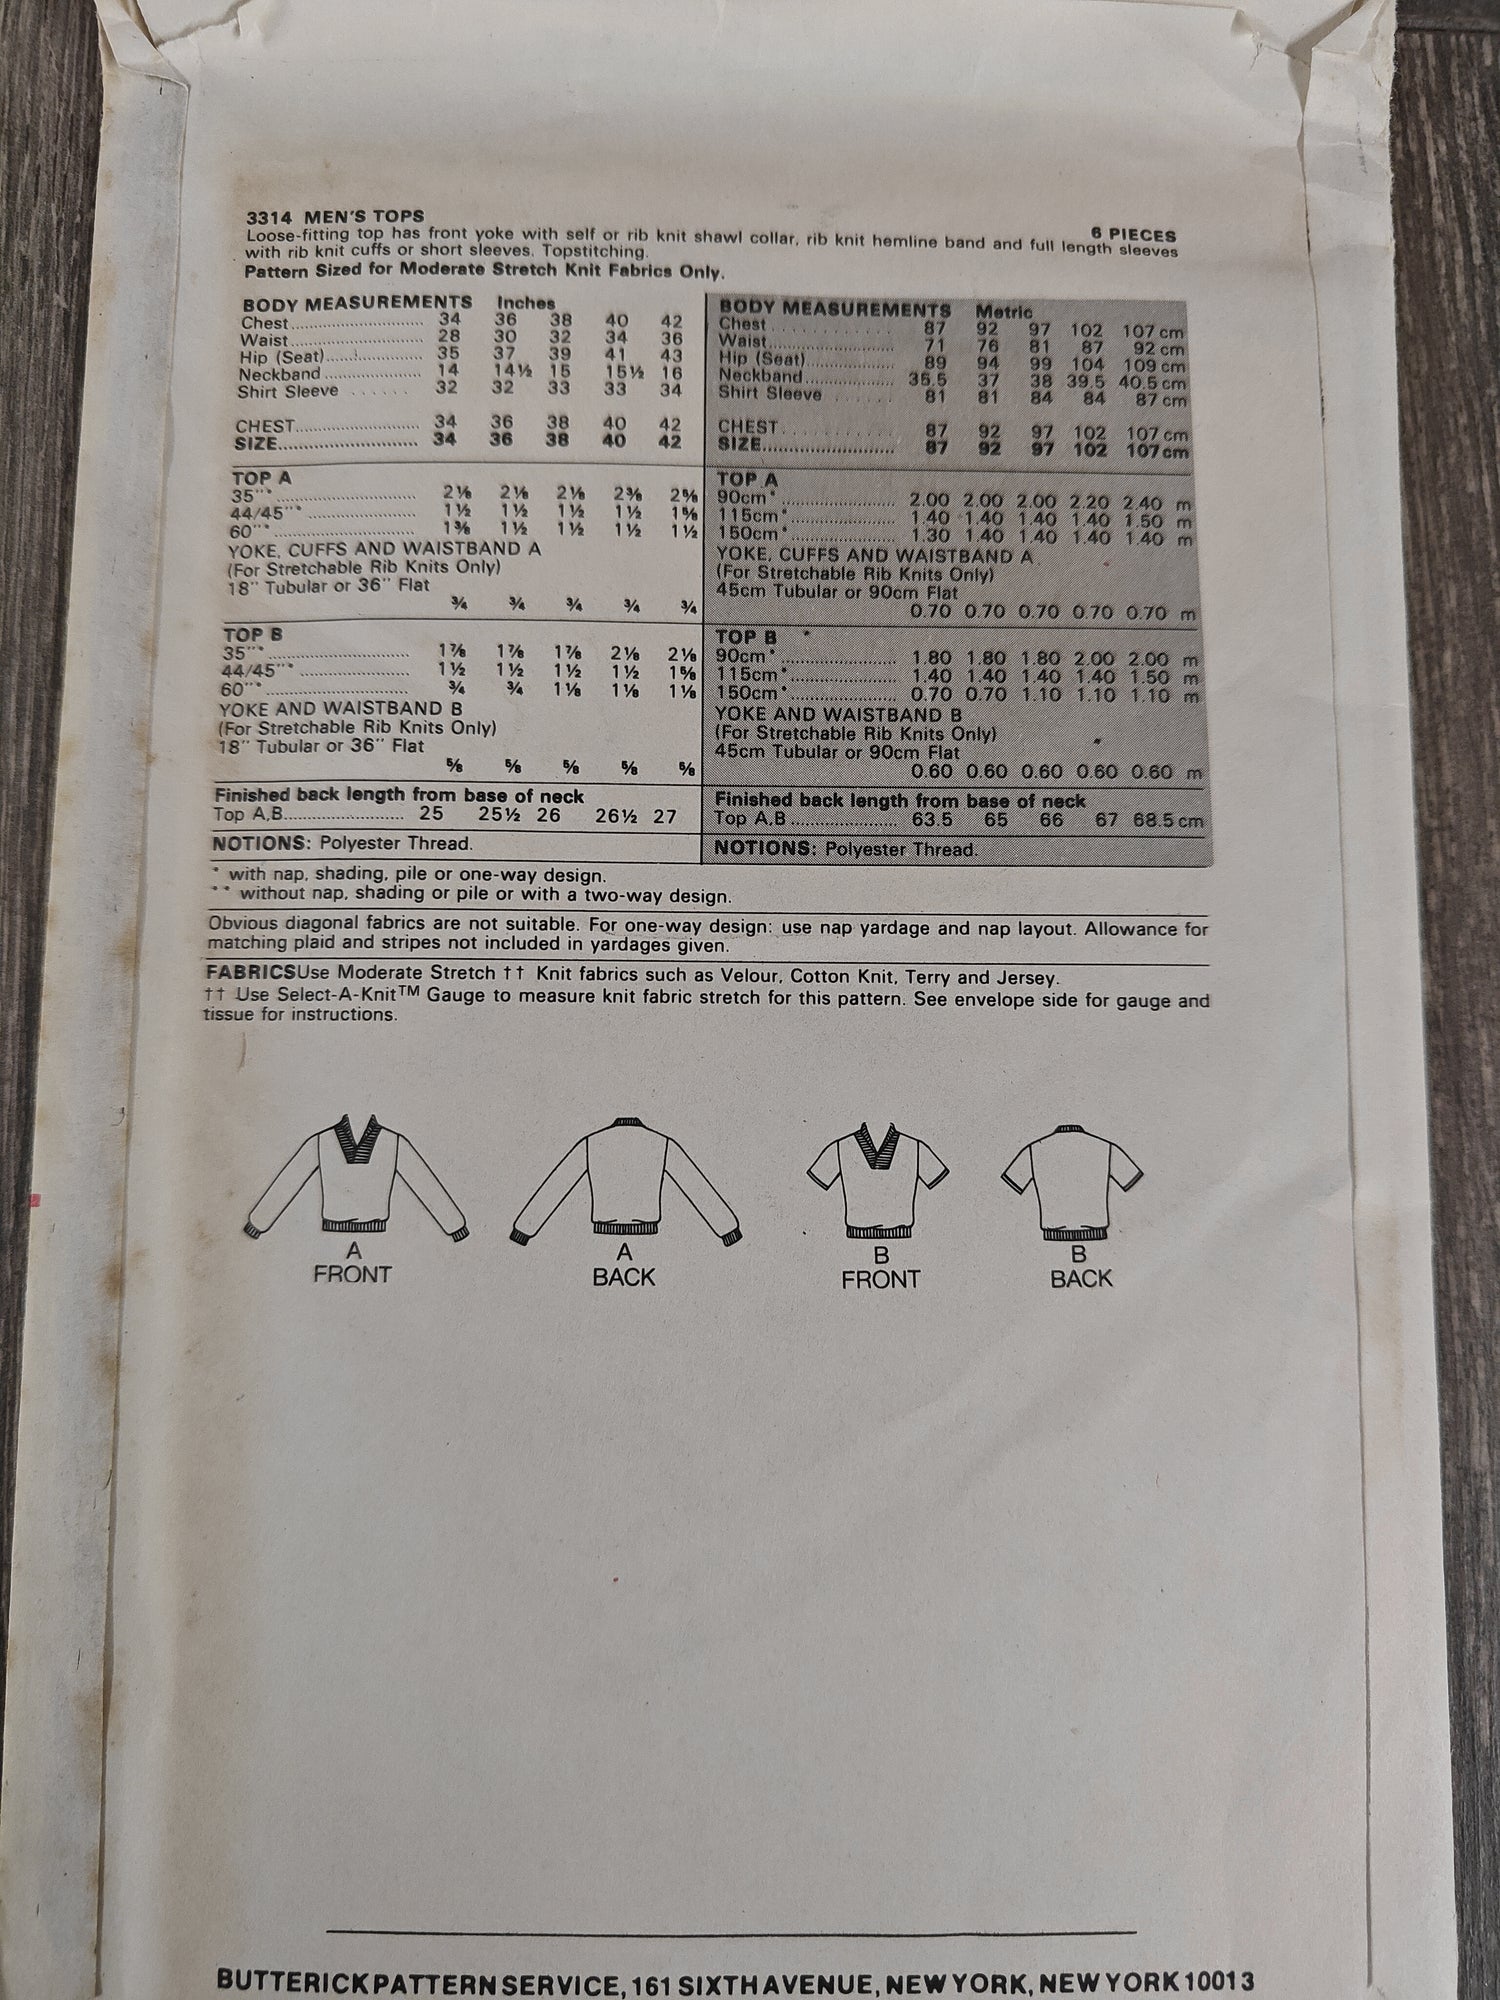 3314 MEN'S TOPS
6 PIECES
Loose-fitting top has front yoke with self or rib knit shawl collar, rib knit hemline band and full length sleeves
with rib knit cuffs or short sleeves. Topstitching.
Pattern Sized for Moderate Stretch Knit Fabrics Only.
BODY MEASUREMENTS Inches
Chest 34 36 38 40 42
Waist 28 30 32 34 36
Hip (Seat) 35 37 39 41 43
Neckband 14 14½ 15 15½ 16
Shirt Sleeve 32 32 33 33 34
CHEST 34 36 38 40 42
SIZE 34 36 38 40 42
TOP A
35"* 2⅛ 2⅛ 2⅛ 2⅜ 2⅝
44/45"* 1½ 1½ 1½ 1½ 1⅝
60"* 1⅜ 1½ 1½ 1½ 1½
YOKE, CUFFS AND WAISTBAND A
(For Stretchable Rib Knits Only)
18" Tubular or 36" Flat
¾ ¾ ¾ ¾ ¾
TOP B
35"* 1⅞ 1⅞ 1⅞ 2⅛ 2⅛
44/45"* 1½ 1½ 1½ 1½ 1⅝
60"* ¾ ¾ 1⅛ 1⅛ 1⅛
YOKE AND WAISTBAND B
(For Stretchable Rib Knits Only)
18" Tubular or 36" Flat
⅝ ⅝ ⅝ ⅝ ⅝
Finished back length from base of neck
Top A,B 25 25½ 26 26½ 27
NOTIONS: Polyester Thread.
BODY MEASUREMENTS Metric
Chest 87 92 97 102 107 cm
Waist 71 76 81 87 92 cm
Hip (Seat) 89 94 99 104 109 cm
Neckband 35.5 37 38 39.5 40.5 cm
Shirt Sleeve 81 81 84 84 87 cm
CHEST 87 92 97 102 107 cm
SIZE 87 92 97 102 107 cm
TOP A
90cm* 2.00 2.00 2.00 2.20 2.40 m
115cm* 1.40 1.40 1.40 1.40 1.50 m
150cm* 1.30 1.40 1.40 1.40 1.40 m
YOKE, CUFFS AND WAISTBAND A
(For Stretchable Rib Knits Only)
45cm Tubular or 90cm Flat
0.70 0.70 0.70 0.70 0.70 m
TOP B
90cm* 1.80 1.80 1.80 2.00 2.00 m
115cm* 1.40 1.40 1.40 1.40 1.50 m
150cm* 0.70 0.70 1.10 1.10 1.10 m
YOKE AND WAISTBAND B
(For Stretchable Rib Knits Only)
45cm Tubular or 90cm Flat
0.60 0.60 0.60 0.60 0.60 m
Finished back length from base of neck
Top A,B 63.5 65 66 67 68.5 cm
NOTIONS: Polyester Thread.
* with nap, shading, pile or one-way design.
** without nap, shading or pile or with a two-way design.
Obvious diagonal fabrics are not suitable. For one-way design: use nap yardage and nap layout. Allowance for
matching plaid and stripes not included in yardages given.
FABRICS Use Moderate Stretch †† Knit fabrics such as Velour, Cotton Knit, Terry and Jersey.
†† Use Select-A-Knit™ Gauge to measure knit fabric stretch for this pattern. See envelope side for gauge and
tissue for instructions.
A
FRONT
A
BACK
B
FRONT
B
BACK
BUTTERICK PATTERN SERVICE, 161 SIXTH AVENUE, NEW YORK, NEW YORK 10013